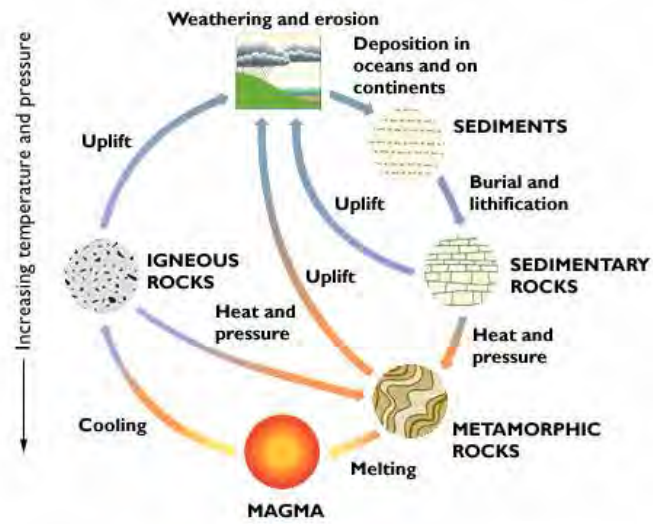 Weathering and erosion
Deposition in
oceans and on
continents
SEDIMENTS
Uplift
Burial and
lithification
Uplift
IGNEOUS
ROCKS
Uplift
SEDIMENTARY
ROCKS
Heat and
pressure
Heat and
pressure
Cooling
METAMORPHIC
ROCKS
Melting
MAGMA
Increasing temperature and pressure